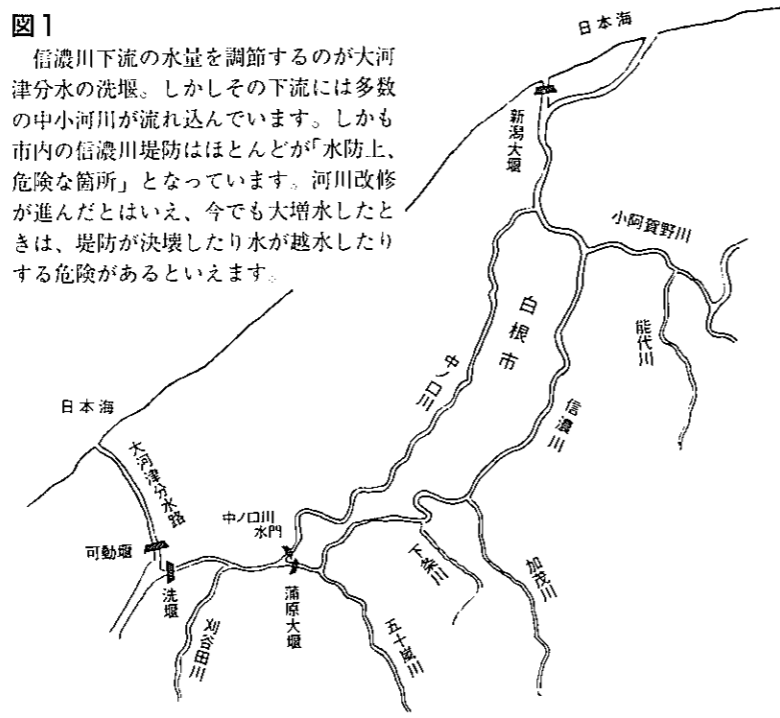 図1
信濃川下流の水量を調節するのが大河
津分水の洗堰。しかしその下流には多数
の中小河川が流れ込んでいます。しかも
市内の信濃川堤防はほとんどが「水防上、
危険な箇所」となっています。河川改修
が進んだとはいえ、今でも大増水したと
きは、堤防が決壊したり水が越水したり
する危険があるといえます。
日本海
新潟大堰
小阿賀野川
能代川
白根市
中ノ口川
信濃川
日本海
大河津分水路
中ノ口川
水門
可動堰
洗堰
蒲原大堰
刈谷田川
五十嵐川
下条川
加茂川